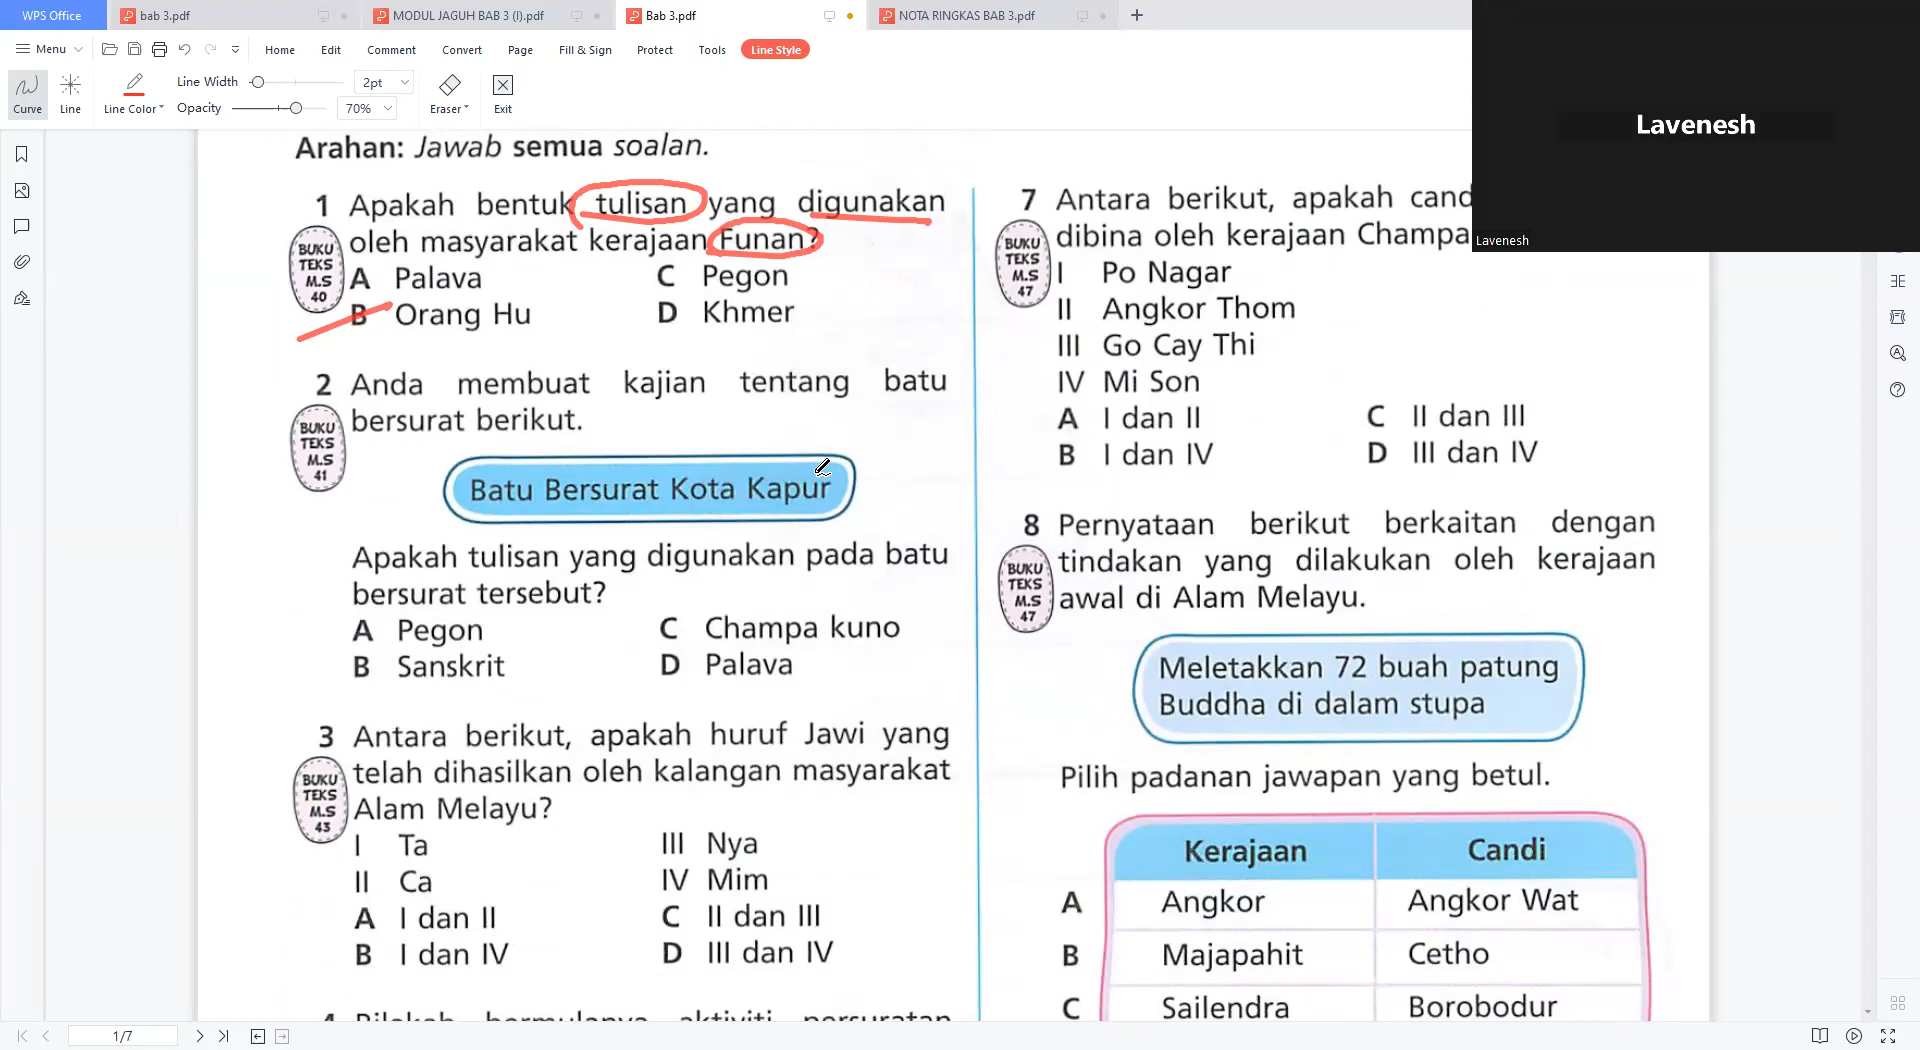 WPS Office
bab 3.pdf
MODUL JAGUH BAB 3 (I).pdf
Bab 3.pdf
NOTA RINGKAS BAB 3.pdf
Menu
Home
Edit
Comment
Convert
Page
Fill & Sign
Protect
Tools
Line Style
Curve
Line
Line Color
Line Width
2pt
Opacity
70%
Eraser
Exit
Lavenesh
Lavenesh
Arahan: Jawab semua soalan.
1 Apakah bentuk tulisan yang digunakan
oleh masyarakat kerajaan Funan?
BUKU
TEKS
M.S
40
A Palava
C Pegon
B Orang Hu
D Khmer
2 Anda membuat kajian tentang batu
bersurat berikut.
BUKU
TEKS
M.S
41
Batu Bersurat Kota Kapur
Apakah tulisan yang digunakan pada batu
bersurat tersebut?
A Pegon
C Champa kuno
B Sanskrit
D Palava
3 Antara berikut, apakah huruf Jawi yang
telah dihasilkan oleh kalangan masyarakat
Alam Melayu?
BUKU
TEKS
M.S
43
I Ta
III Nya
II Ca
IV Mim
A I dan II
C II dan III
B I dan IV
D III dan IV
7 Antara berikut, apakah cand
dibina oleh kerajaan Champa
BUKU
TEKS
M.S
47
I Po Nagar
II Angkor Thom
III Go Cay Thi
IV Mi Son
A I dan II
C II dan III
B I dan IV
D III dan IV
8 Pernyataan berikut berkaitan dengan
tindakan yang dilakukan oleh kerajaan
awal di Alam Melayu.
BUKU
TEKS
M.S
47
Meletakkan 72 buah patung
Buddha di dalam stupa
Pilih padanan jawapan yang betul.
Kerajaan Candi
A Angkor Angkor Wat
B Majapahit Cetho
C Sailendra Borobodur
1/7